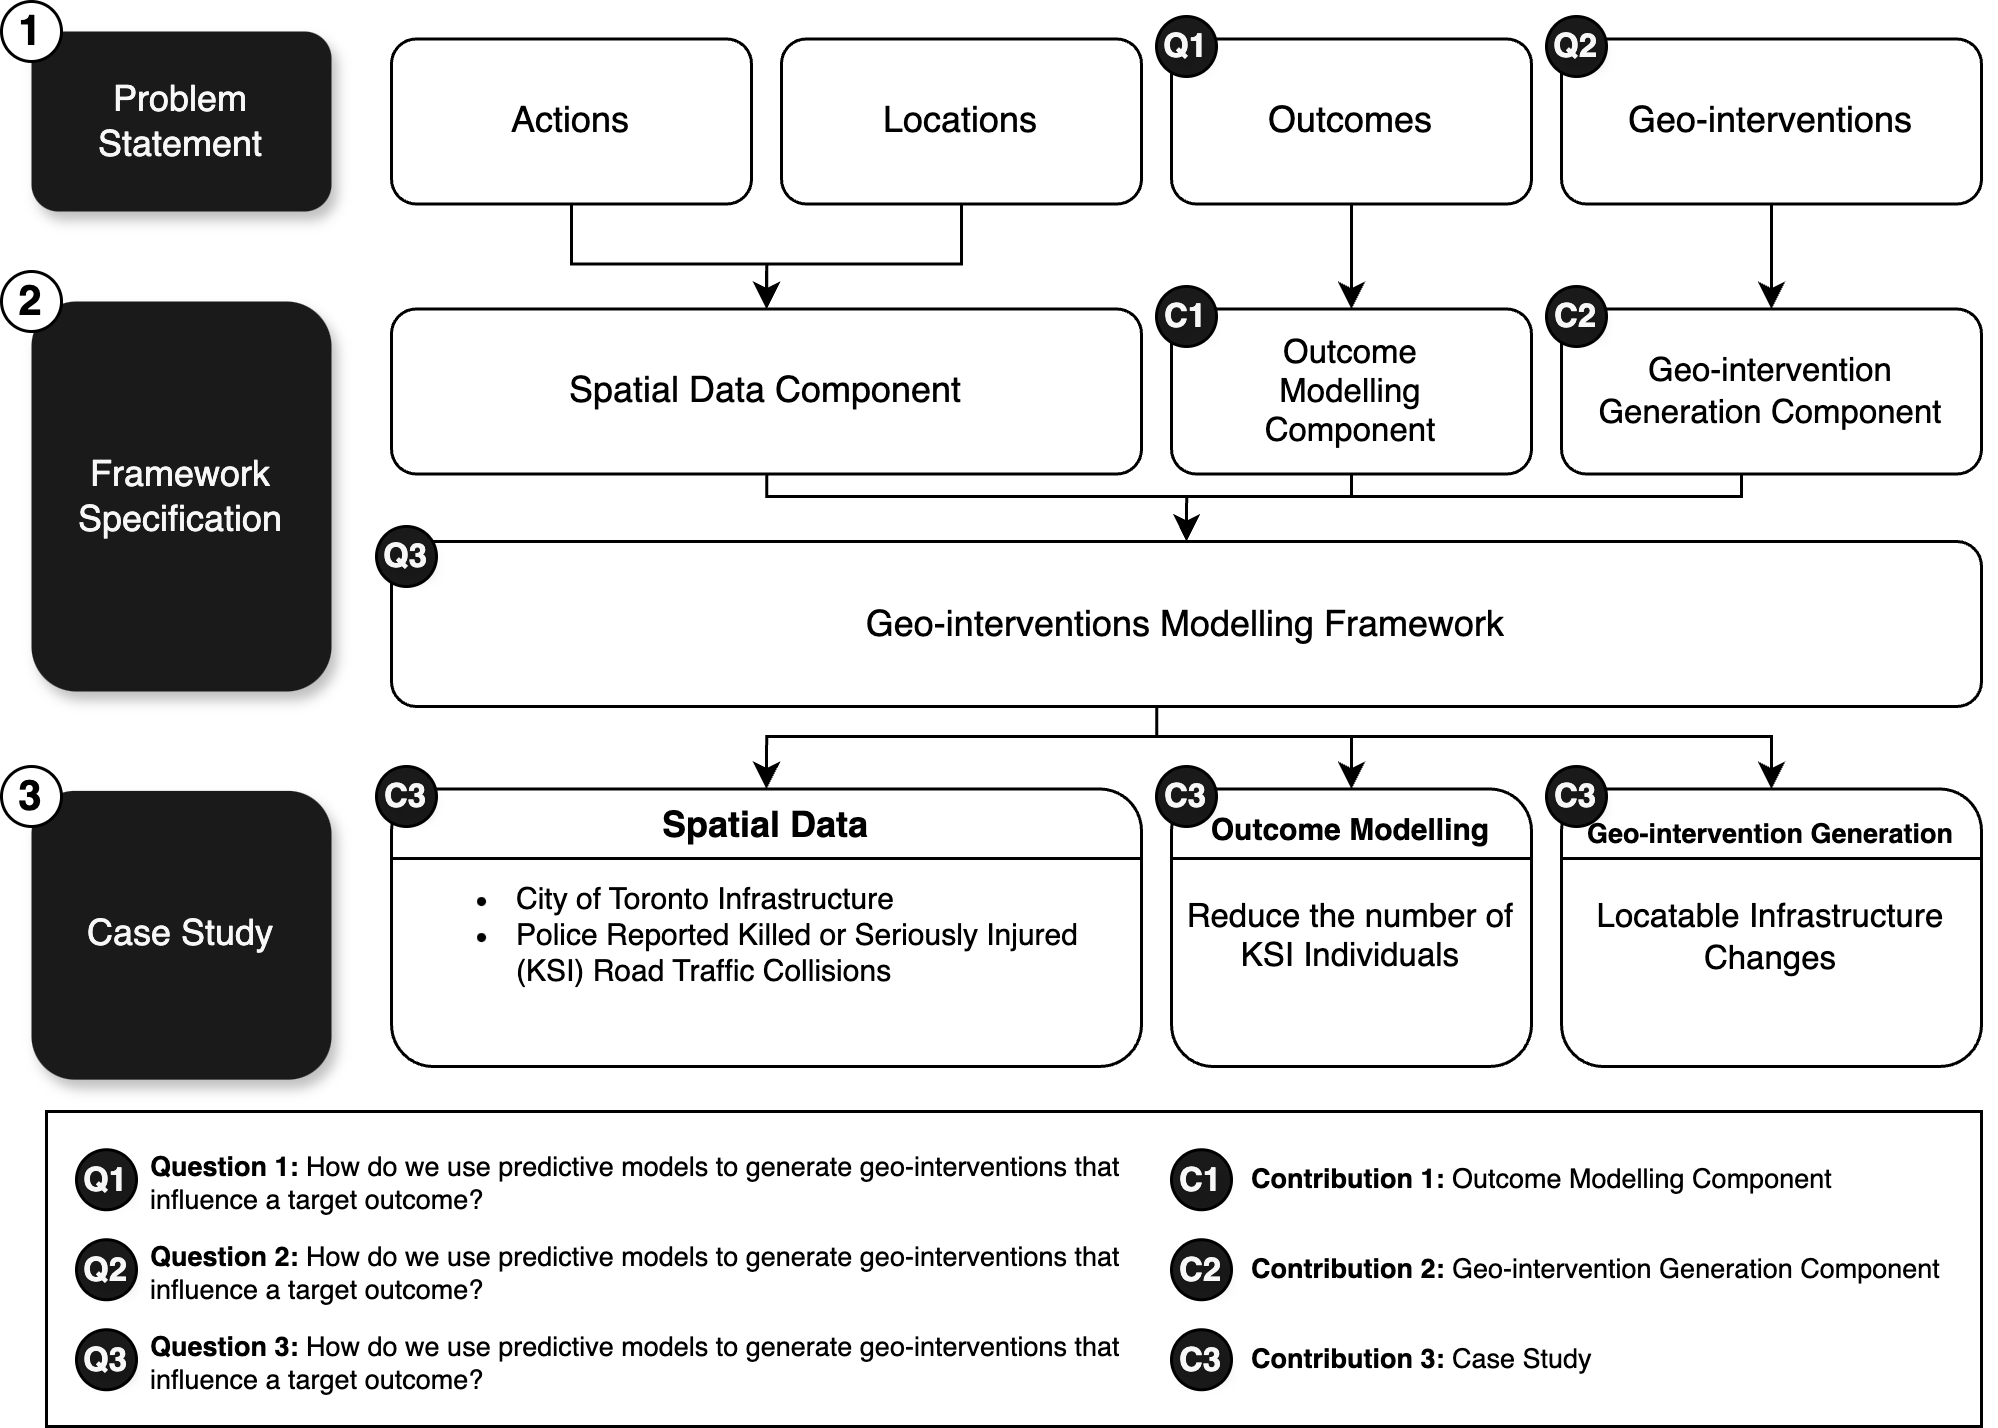 1
Problem
Statement
Actions
Locations
Q1
Outcomes
Q2
Geo-interventions
2
Framework
Specification
Spatial Data Component
C1
Outcome
Modelling
Component
C2
Geo-intervention
Generation Component
Q3
Geo-interventions Modelling Framework
3
Case Study
C3
Spatial Data
• City of Toronto Infrastructure
• Police Reported Killed or Seriously Injured
(KSI) Road Traffic Collisions
C3
Outcome Modelling
Reduce the number of
KSI Individuals
C3
Geo-intervention Generation
Locatable Infrastructure
Changes
Q1 Question 1: How do we use predictive models to generate geo-interventions that
influence a target outcome?
Q2 Question 2: How do we use predictive models to generate geo-interventions that
influence a target outcome?
Q3 Question 3: How do we use predictive models to generate geo-interventions that
influence a target outcome?
C1 Contribution 1: Outcome Modelling Component
C2 Contribution 2: Geo-intervention Generation Component
C3 Contribution 3: Case Study